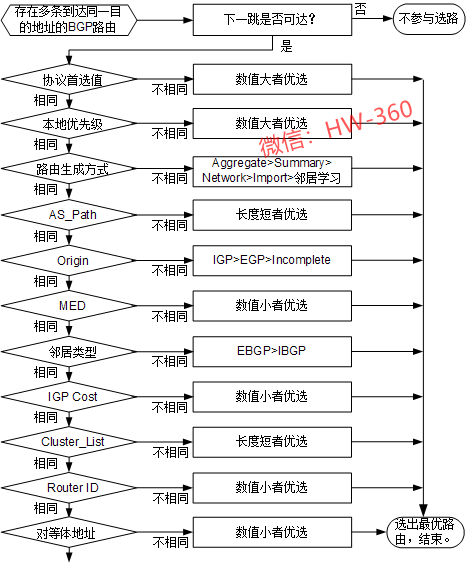 存在多条到达同一目
的地址的BGP路由
下一跳是否可达?
否
不参与选路
是
协议首选值
不相同
数值大者优选
相同
本地优先级
不相同
数值大者优选
微信：HW-360
相同
路由生成方式
不相同
Aggregate>Summary>
Network>Import>邻居学习
相同
AS_Path
不相同
长度短者优选
相同
Origin
不相同
IGP>EGP>Incomplete
相同
MED
不相同
数值小者优选
相同
邻居类型
不相同
EBGP>IBGP
相同
IGP Cost
不相同
数值小者优选
相同
Cluster_List
不相同
长度短者优选
相同
Router ID
不相同
数值小者优选
相同
对等体地址
不相同
数值小者优选
选出最优路
由，结束。